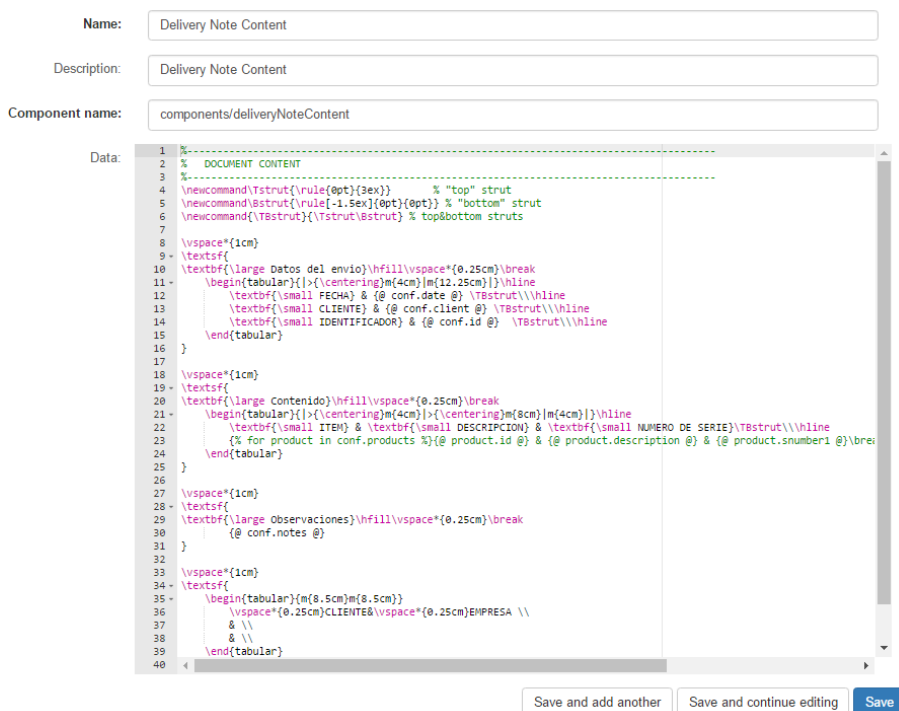 Name: Delivery Note Content
Description: Delivery Note Content
Component name: components/deliveryNoteContent
Data:
1 %-----------------------------------------------------------------------------------------
2 %   DOCUMENT CONTENT
3 %-----------------------------------------------------------------------------------------
4 \newcommand\Tstrut{\rule{0pt}{3ex}}       % "top" strut
5 \newcommand\Bstrut{\rule[-1.5ex]{0pt}{0pt}} % "bottom" strut
6 \newcommand{\TBstrut}{\Tstrut\Bstrut} % top&bottom struts
7
8 \vspace*{1cm}
9 \textsf{
10 \textbf{\large Datos del envio}\hfill\vspace*{0.25cm}\break
11     \begin{tabular}{|>{\centering}m{4cm}|m{12.25cm}|}\hline
12         \textbf{\small FECHA} & {@ conf.date @} \TBstrut\\\hline
13         \textbf{\small CLIENTE} & {@ conf.client @} \TBstrut\\\hline
14         \textbf{\small IDENTIFICADOR} & {@ conf.id @}  \TBstrut\\\hline
15     \end{tabular}
16 }
17
18 \vspace*{1cm}
19 \textsf{
20 \textbf{\large Contenido}\hfill\vspace*{0.25cm}\break
21     \begin{tabular}{|>{\centering}m{4cm}|>{\centering}m{8cm}|m{4cm}|}\hline
22         \textbf{\small ITEM} & \textbf{\small DESCRIPCION} & \textbf{\small NUMERO DE SERIE}\TBstrut\\\hline
23         {% for product in conf.products %}{@ product.id @} & {@ product.description @} & {@ product.snumber1 @}\brea
24     \end{tabular}
25 }
26
27 \vspace*{1cm}
28 \textsf{
29 \textbf{\large Observaciones}\hfill\vspace*{0.25cm}\break
30         {@ conf.notes @}
31 }
32
33 \vspace*{1cm}
34 \textsf{
35     \begin{tabular}{m{8.5cm}m{8.5cm}}
36         \vspace*{0.25cm}CLIENTE&\vspace*{0.25cm}EMPRESA \\
37         & \\
38         & \\
39     \end{tabular}
40
Save and add another Save and continue editing Save